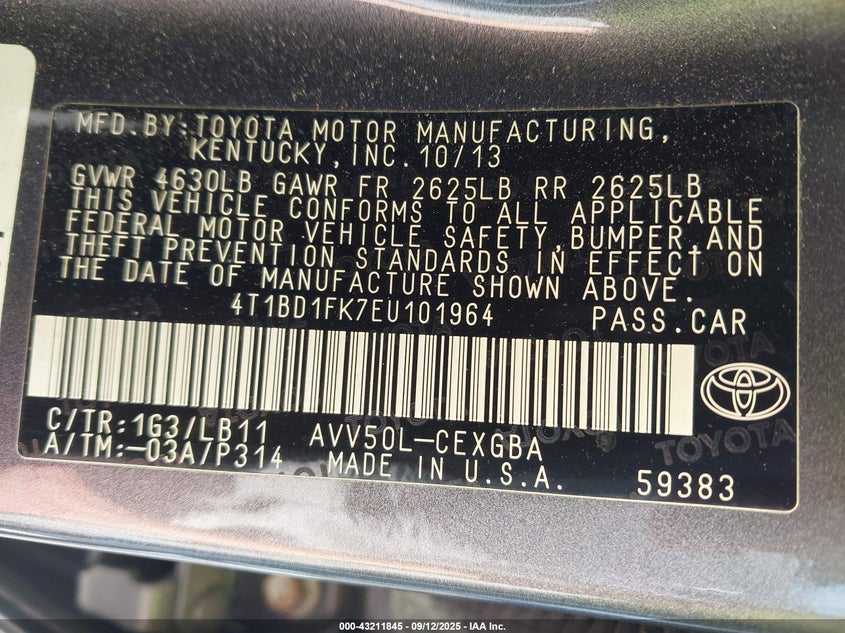 MFD.BY:TOYOTA MOTOR MANUFACTURING,
KENTUCKY,INC.10/13
GVWR 4630LB GAWR FR 2625LB RR 2625LB
THIS VEHICLE CONFORMS TO ALL APPLICABLE
FEDERAL MOTOR VEHICLE SAFETY,BUMPER,AND
THEFT PREVENTION STANDARDS IN EFFECT ON
THE DATE OF MANUFACTURE SHOWN ABOVE.
4T1BD1FK7EU101964 PASS.CAR
C/TR:1G3/LB11 AVV50L-CEXGBA
A/TM:-03A/P314 MADE IN U.S.A. 59383
TOYOTA
000-43211845 - 09/12/2025 - IAA Inc.